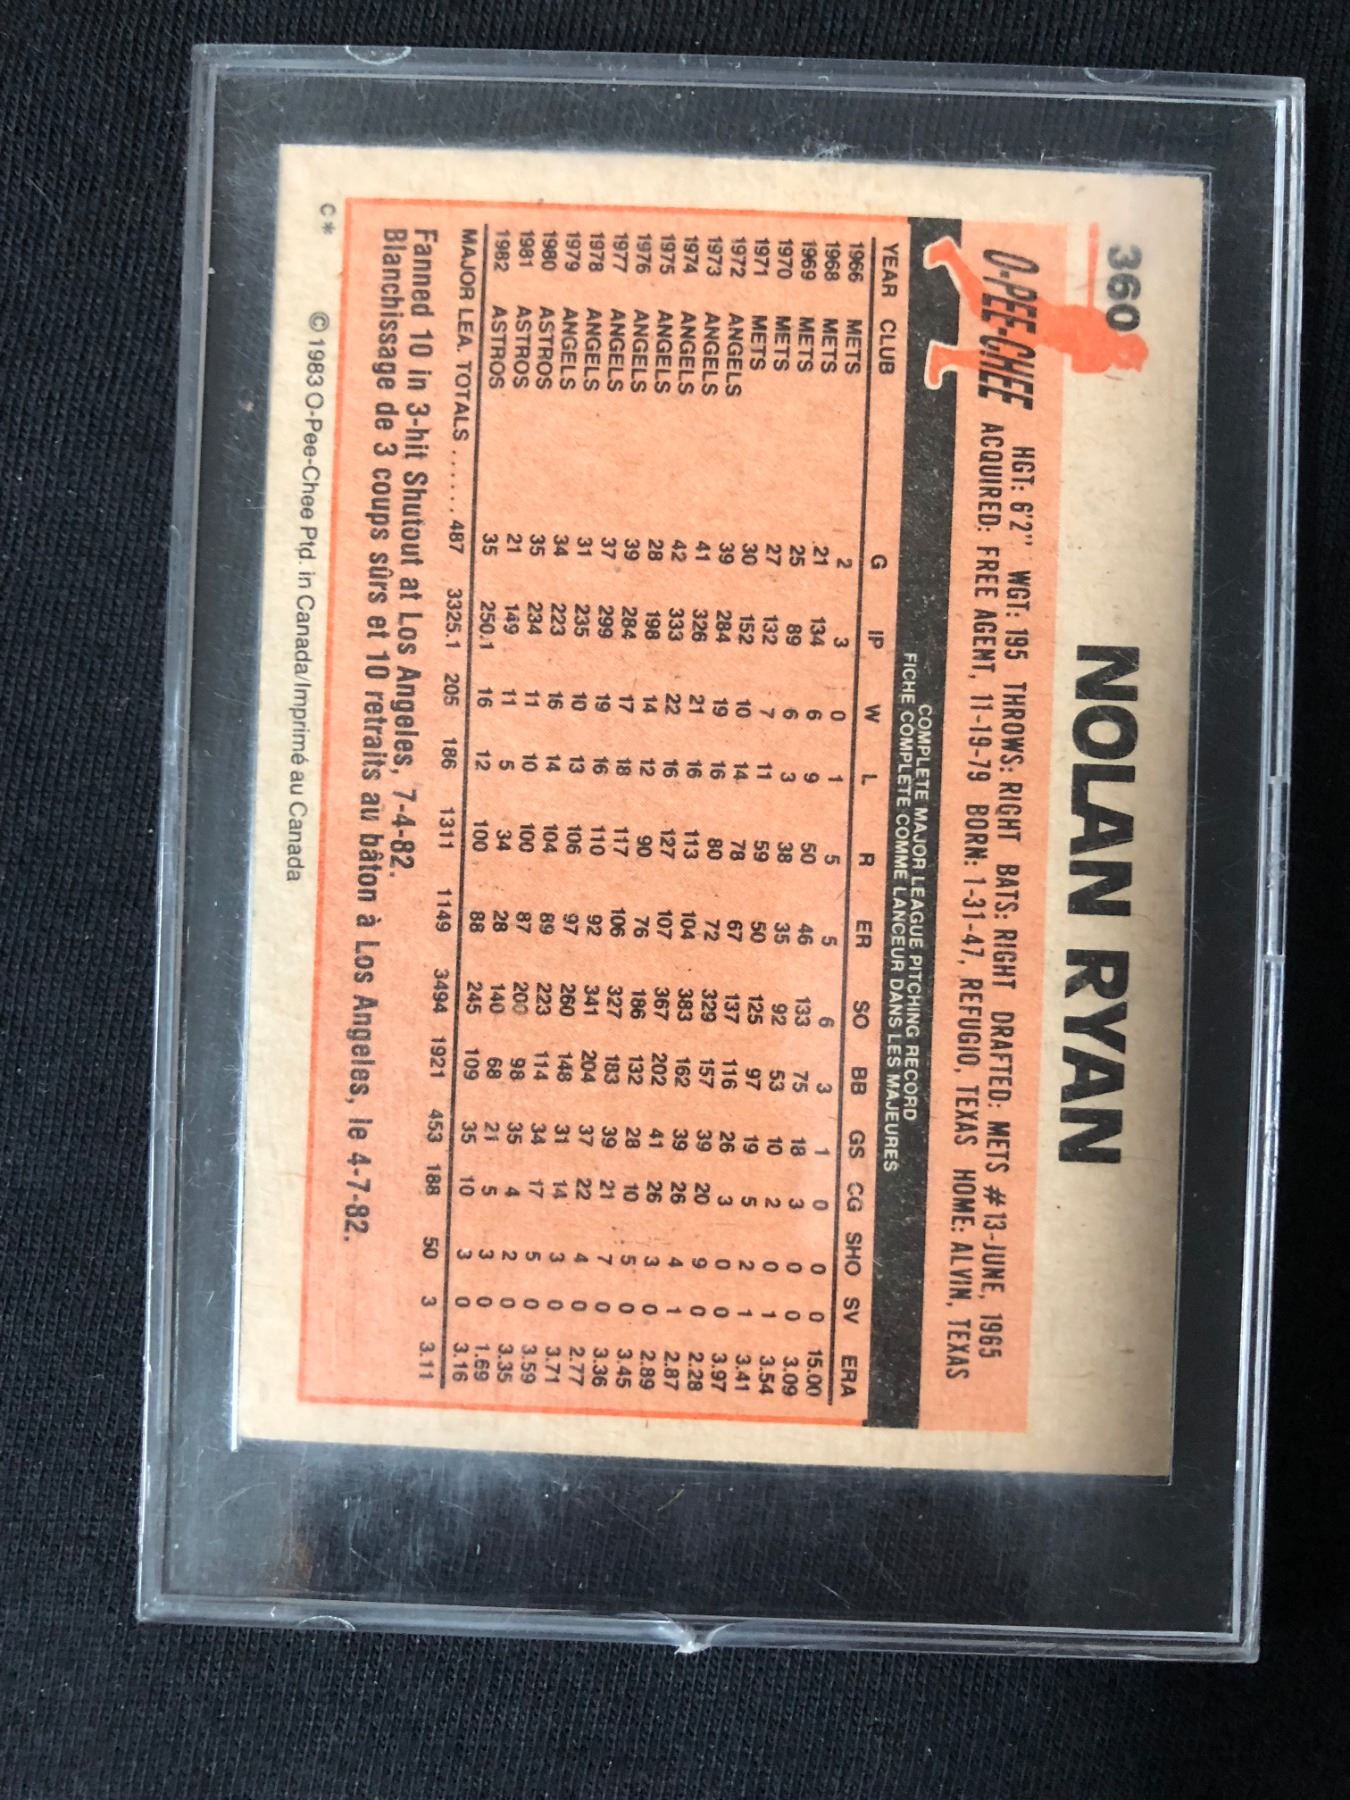 360 NOLAN RYAN
O-PEE-CHEE HGT: 6'2" WGT: 195 THROWS: RIGHT BATS: RIGHT DRAFTED: METS #13-JUNE, 1965
ACQUIRED: FREE AGENT, 11-19-79 BORN: 1-31-47, REFUGIO, TEXAS HOME: ALVIN, TEXAS
COMPLETE MAJOR LEAGUE PITCHING RECORD
FICHE COMPLÈTE COMME LANCEUR DANS LES MAJEURES
YEAR CLUB G IP W L R ER SO BB GS CG SHO SV ERA
1966 METS 2 3 0 1 5 5 6 3 1 0 0 0 15.00
1968 METS 21 134 6 9 50 46 133 75 18 3 0 0 3.09
1969 METS 25 89 6 3 38 35 92 53 10 2 0 1 3.54
1970 METS 27 132 7 11 59 50 125 97 19 5 2 1 3.41
1971 METS 30 152 10 14 78 67 137 116 26 3 0 0 3.97
1972 ANGELS 39 284 19 16 80 72 329 157 39 20 9 0 2.28
1973 ANGELS 41 326 21 16 113 104 383 162 39 26 4 1 2.87
1974 ANGELS 42 333 22 16 127 107 367 202 41 26 3 0 2.89
1975 ANGELS 28 198 14 12 90 76 186 132 28 10 5 0 3.45
1976 ANGELS 39 284 17 18 117 106 327 183 39 21 7 0 3.36
1977 ANGELS 37 299 19 16 110 92 341 204 37 22 4 0 2.77
1978 ANGELS 31 235 10 13 106 97 260 148 31 14 3 0 3.71
1979 ANGELS 34 223 16 14 104 89 223 114 34 17 5 0 3.59
1980 ASTROS 35 234 11 10 100 87 200 98 35 4 2 0 3.35
1981 ASTROS 21 149 11 5 34 28 140 68 21 5 3 0 1.69
1982 ASTROS 35 250.1 16 12 100 88 245 109 35 10 3 0 3.16
MAJOR LEA. TOTALS ...... 487 3325.1 205 186 1311 1149 3494 1921 453 188 50 3 3.11
Fanned 10 in 3-hit Shutout at Los Angeles, 7-4-82.
Blanchissage de 3 coups sûrs et 10 retraits au bâton à Los Angeles, le 4-7-82.
C* © 1983 O-Pee-Chee Ptd. in Canada/Imprimé au Canada